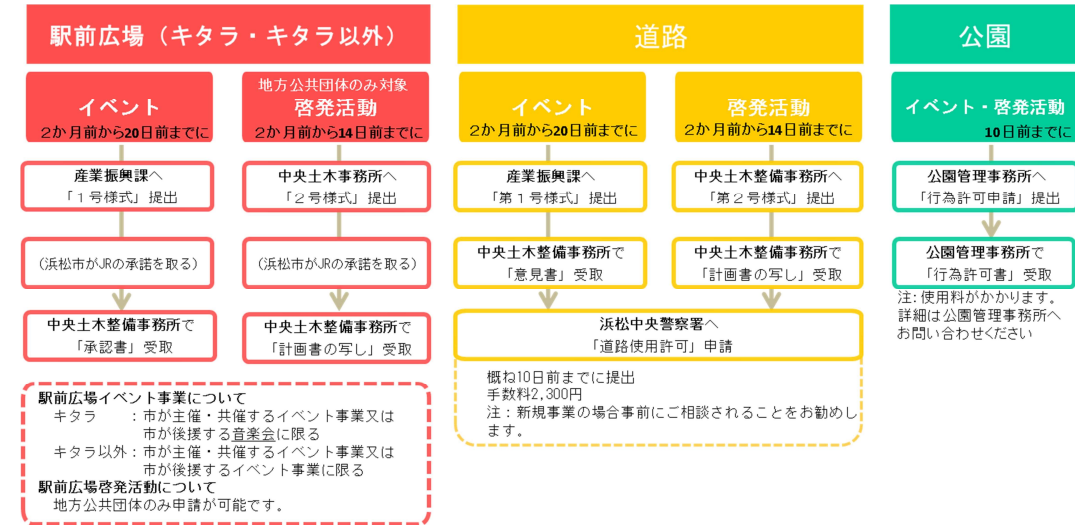 駅前広場（キタラ・キタラ以外）
イベント
２か月前から20日前までに
産業振興課へ
「１号様式」提出
（浜松市がJRの承諾を取る）
中央土木整備事務所で
「承認書」受取
地方公共団体のみ対象
啓発活動
２か月前から14日前までに
中央土木事務所へ
「２号様式」提出
（浜松市がJRの承諾を取る）
中央土木整備事務所で
「計画書の写し」受取
駅前広場イベント事業について
キタラ　　：市が主催・共催するイベント事業又は
市が後援する音楽会に限る
キタラ以外：市が主催・共催するイベント事業又は
市が後援するイベント事業に限る
駅前広場啓発活動について
地方公共団体のみ申請が可能です。
道路
イベント
２か月前から20日前までに
産業振興課へ
「第１号様式」提出
中央土木整備事務所で
「意見書」受取
啓発活動
２か月前から14日前までに
中央土木整備事務所へ
「第２号様式」提出
中央土木整備事務所で
「計画書の写し」受取
浜松中央警察署へ
「道路使用許可」申請
概ね10日前までに提出
手数料2,300円
注：新規事業の場合事前にご相談されることをお勧めし
ます。
公園
イベント・啓発活動
10日前までに
公園管理事務所へ
「行為許可申請」提出
公園管理事務所で
「行為許可書」受取
注：使用料がかかります。
詳細は公園管理事務所へ
お問い合わせください